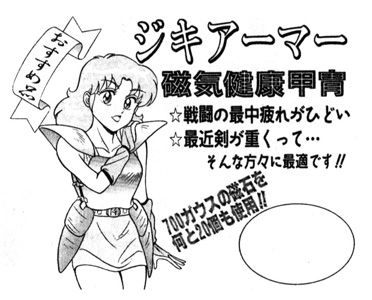 おすすめ品
ジキアーマー
磁気健康甲冑
☆戦闘の最中疲れがひどい
☆最近剣が重くって…
そんな方々に最適です!!
700ガウスの磁石を
何と20個も使用!!